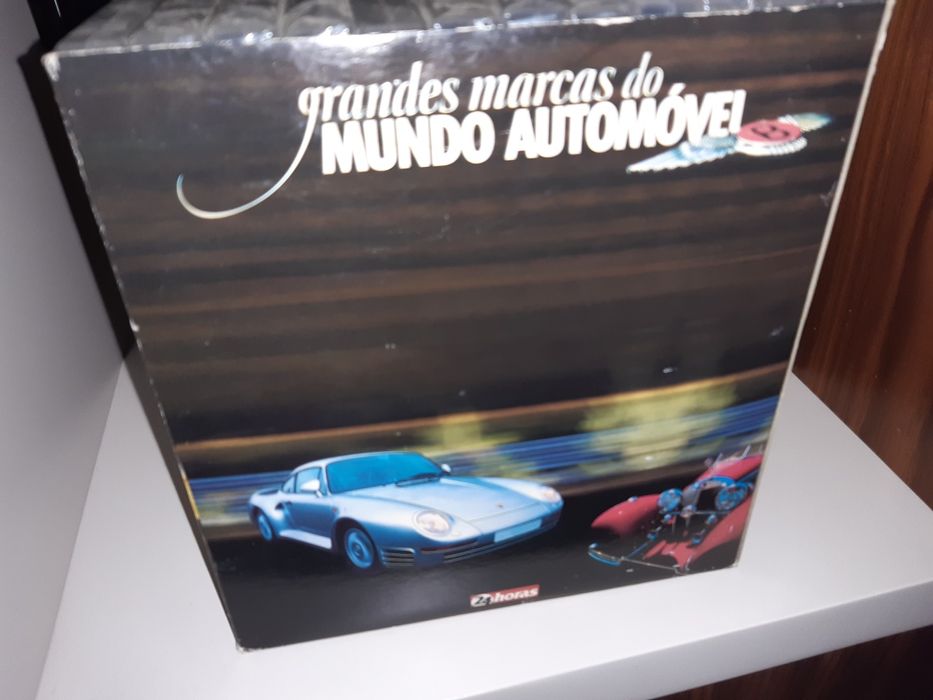 grandes marcas do
MUNDO AUTOMÓVEL
B
24horas